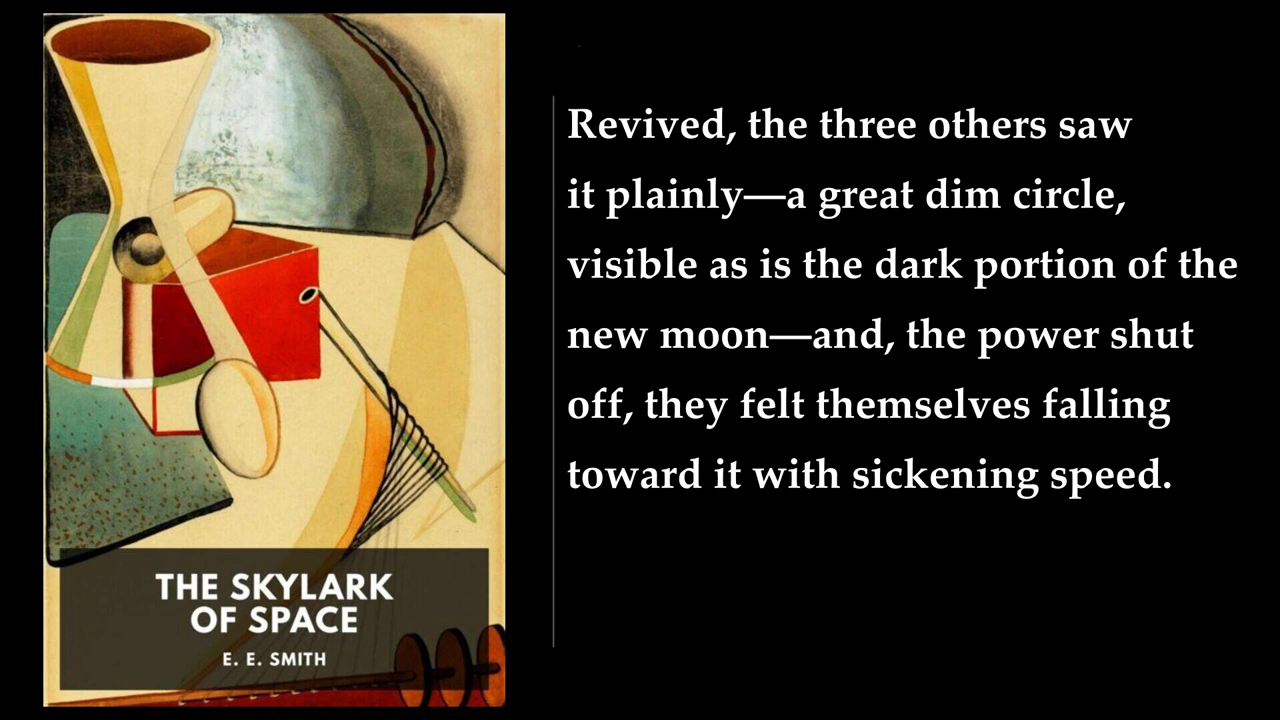 THE SKYLARK
OF SPACE
E. E. SMITH
Revived, the three others saw
it plainly—a great dim circle,
visible as is the dark portion of the
new moon—and, the power shut
off, they felt themselves falling
toward it with sickening speed.